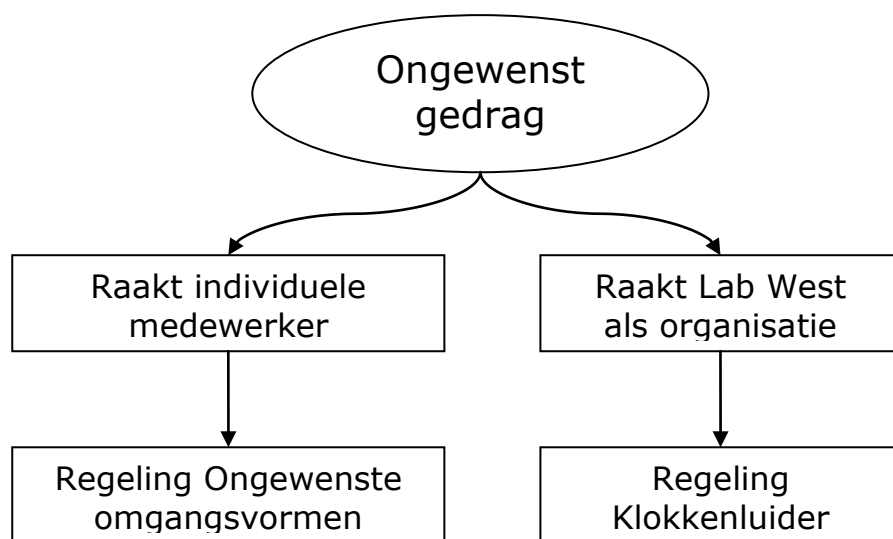 Ongewenst
gedrag
Raakt individuele
medewerker
Raakt Lab West
als organisatie
Regeling Ongewenste
omgangsvormen
Regeling
Klokkenluider